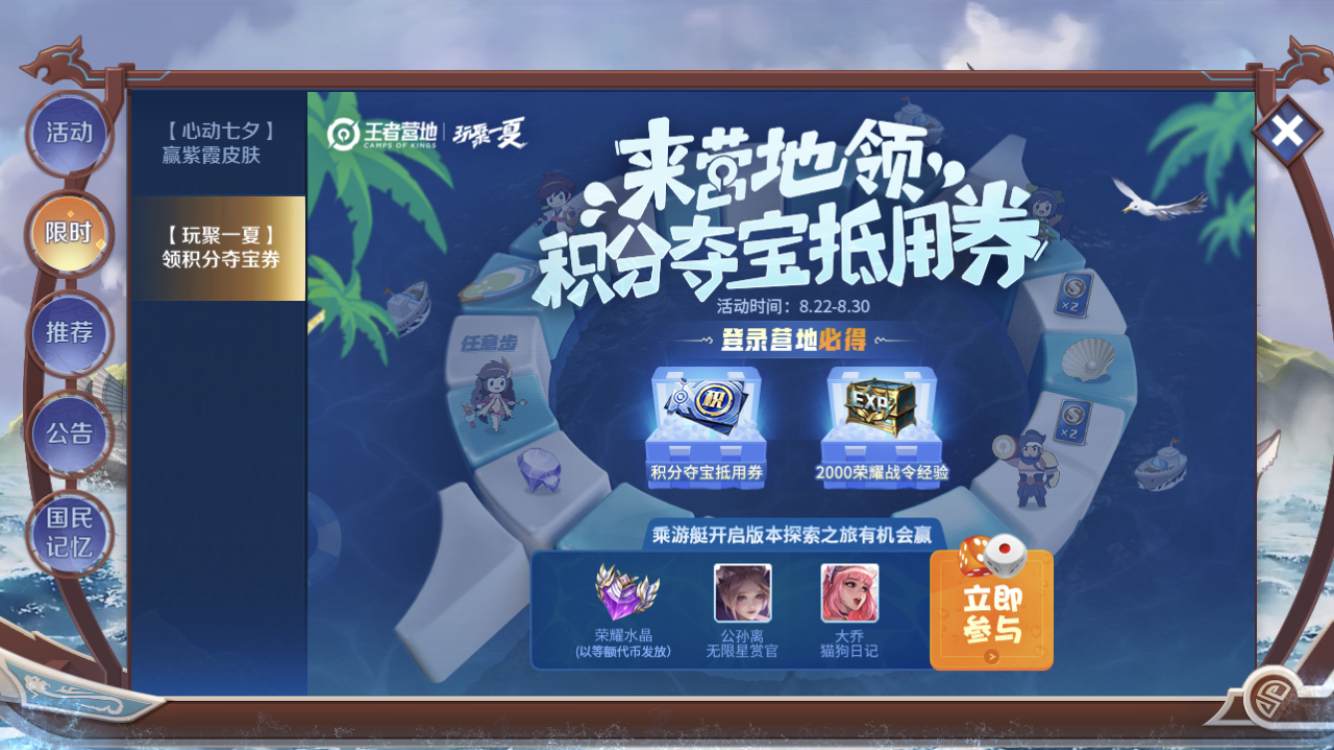 活动
限时
推荐
公告
国民
记忆
【心动七夕】
赢紫霞皮肤
【玩聚一夏】
领积分夺宝券
王者营地
CAMPS OF KINGS
玩聚一夏
来营地领
积分夺宝抵用券
活动时间：8.22-8.30
登录营地必得
任意步
×2
×2
积
EXP
积分夺宝抵用券
2000荣耀战令经验
乘游艇开启版本探索之旅有机会赢
荣耀水晶
(以等额代币发放)
公孙离
无限星赏官
大乔
猫狗日记
立即
参与